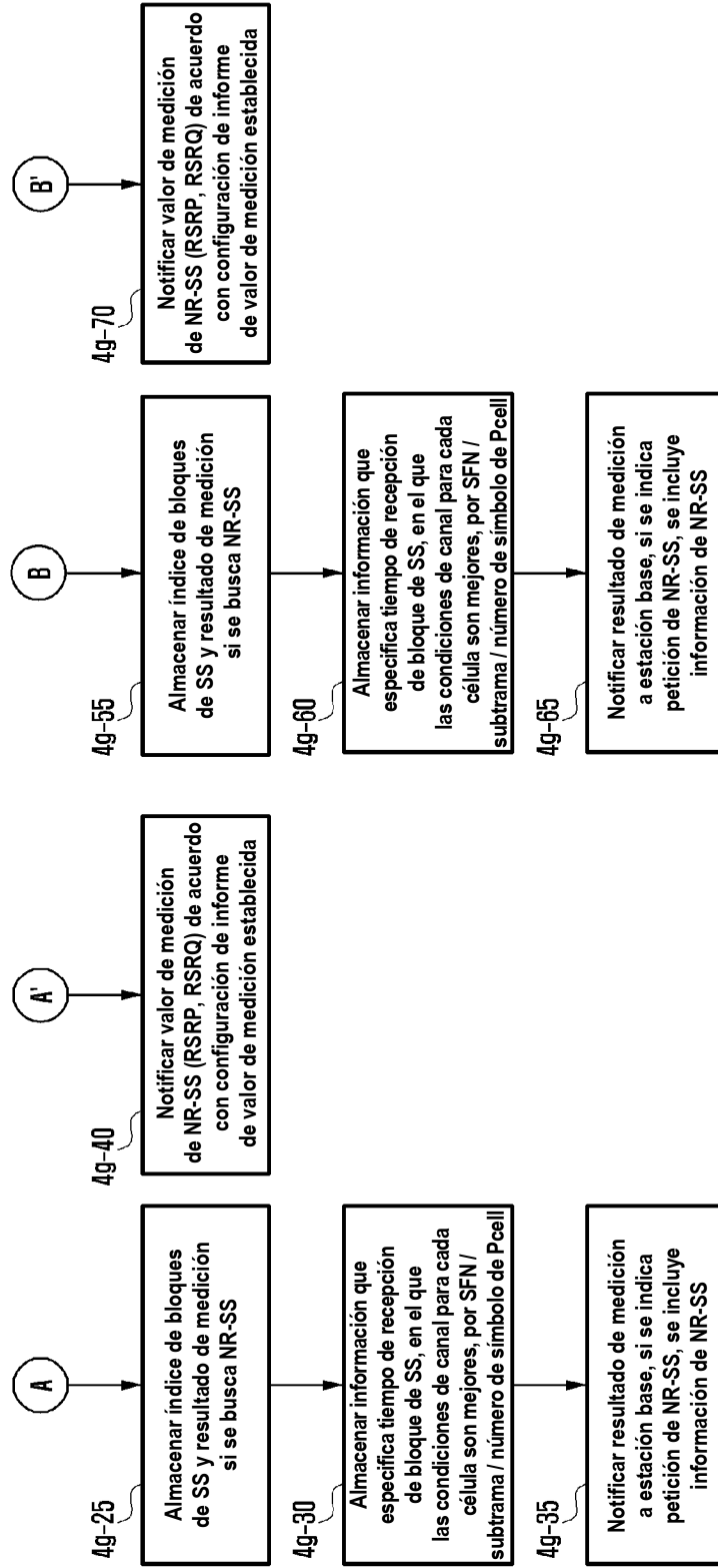 A
4g-25
Almacenar índice de bloques
de SS y resultado de medición
si se busca NR-SS
4g-30
Almacenar información que
especifica tiempo de recepción
de bloque de SS, en el que
las condiciones de canal para cada
célula son mejores, por SFN /
subtrama / número de símbolo de Pcell
4g-35
Notificar resultado de medición
a estación base, si se indica
petición de NR-SS, se incluye
información de NR-SS
A'
4g-40
Notificar valor de medición
de NR-SS (RSRP, RSRQ) de acuerdo
con configuración de informe
de valor de medición establecida
B
4g-55
Almacenar índice de bloques
de SS y resultado de medición
si se busca NR-SS
4g-60
Almacenar información que
especifica tiempo de recepción
de bloque de SS, en el que
las condiciones de canal para cada
célula son mejores, por SFN /
subtrama / número de símbolo de Pcell
4g-65
Notificar resultado de medición
a estación base, si se indica
petición de NR-SS, se incluye
información de NR-SS
B'
4g-70
Notificar valor de medición
de NR-SS (RSRP, RSRQ) de acuerdo
con configuración de informe
de valor de medición establecida